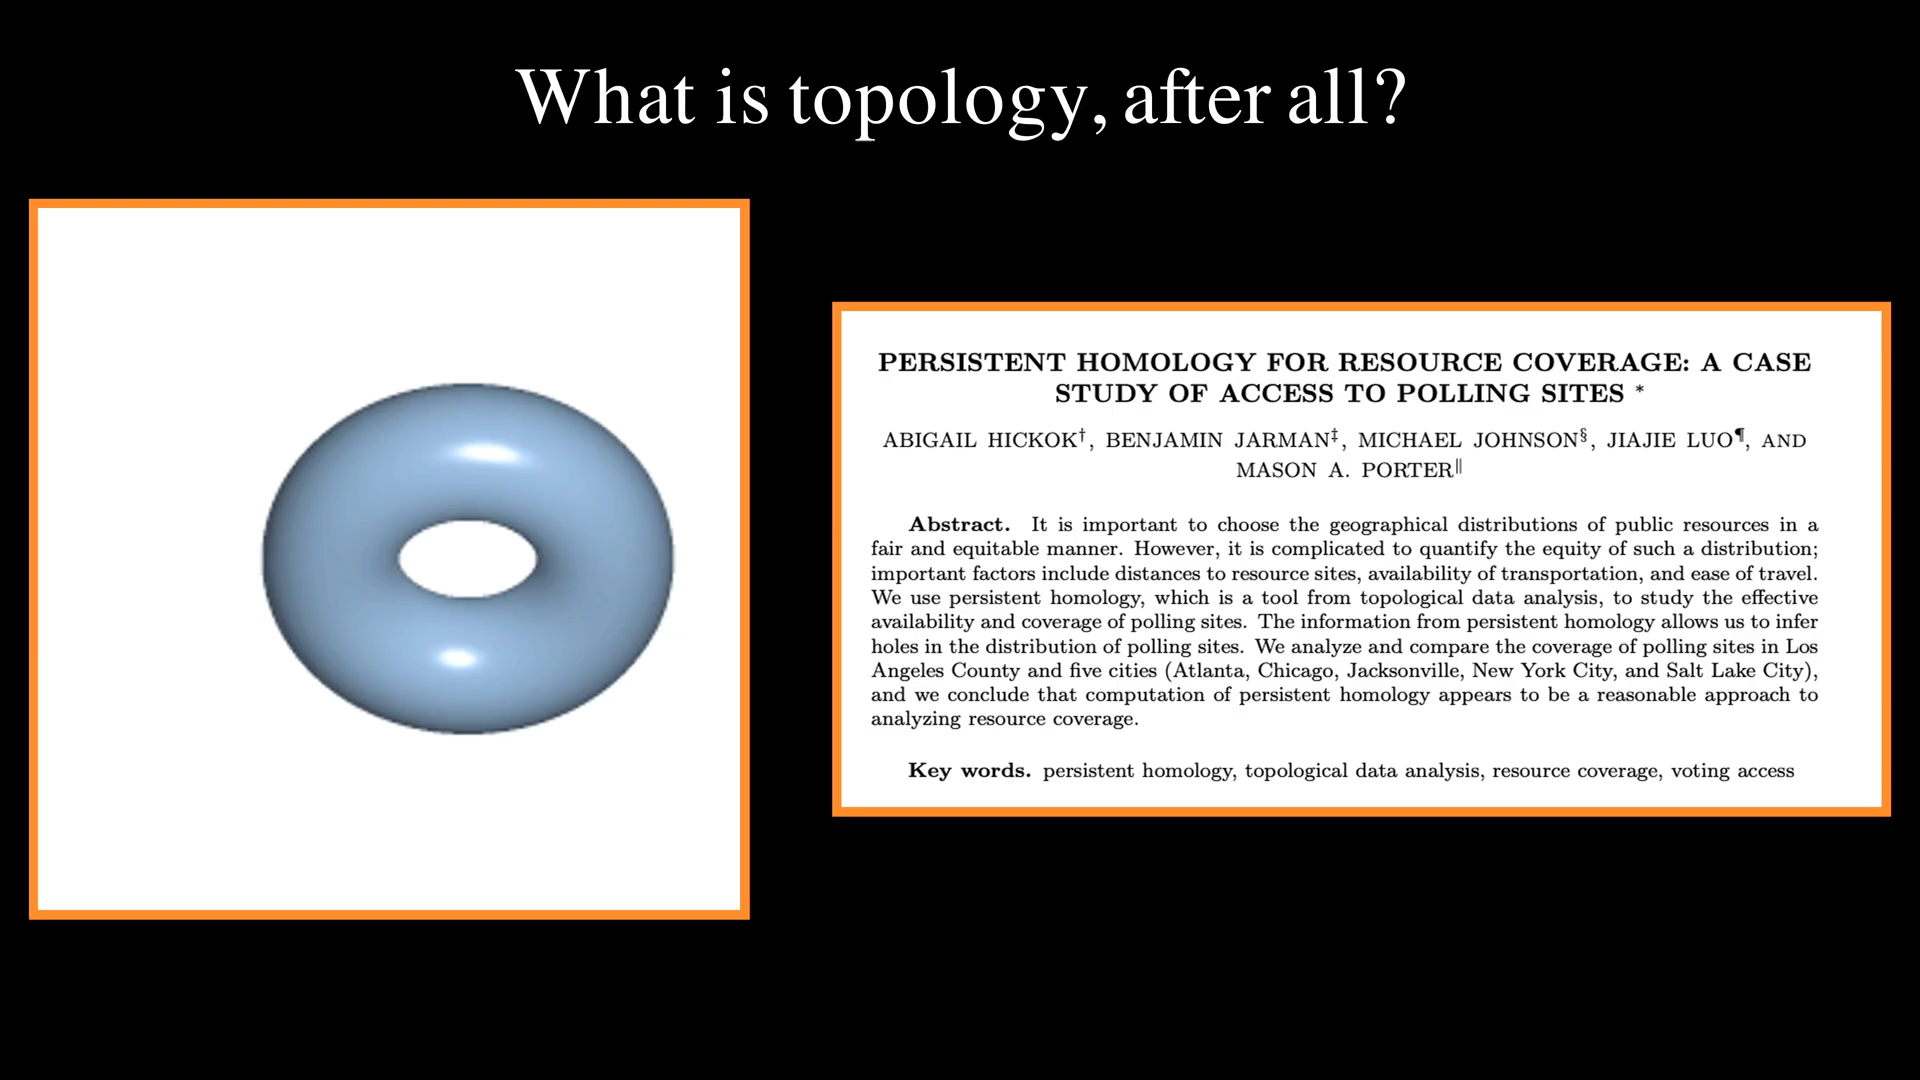 What is topology, after all?
PERSISTENT HOMOLOGY FOR RESOURCE COVERAGE: A CASE
STUDY OF ACCESS TO POLLING SITES *
ABIGAIL HICKOK†, BENJAMIN JARMAN‡, MICHAEL JOHNSON§, JIAJIE LUO¶, AND
MASON A. PORTER‖
Abstract. It is important to choose the geographical distributions of public resources in a
fair and equitable manner. However, it is complicated to quantify the equity of such a distribution;
important factors include distances to resource sites, availability of transportation, and ease of travel.
We use persistent homology, which is a tool from topological data analysis, to study the effective
availability and coverage of polling sites. The information from persistent homology allows us to infer
holes in the distribution of polling sites. We analyze and compare the coverage of polling sites in Los
Angeles County and five cities (Atlanta, Chicago, Jacksonville, New York City, and Salt Lake City),
and we conclude that computation of persistent homology appears to be a reasonable approach to
analyzing resource coverage.
Key words. persistent homology, topological data analysis, resource coverage, voting access